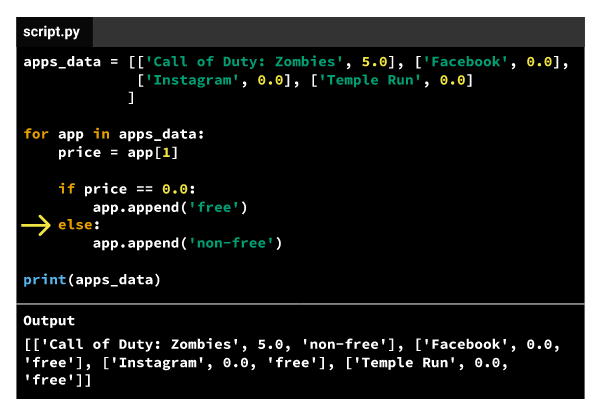 script.py
apps_data = [['Call of Duty: Zombies', 5.0], ['Facebook', 0.0],
['Instagram', 0.0], ['Temple Run', 0.0]
]
for app in apps_data:
price = app[1]
if price == 0.0:
app.append('free')
else:
app.append('non-free')
print(apps_data)
Output
[['Call of Duty: Zombies', 5.0, 'non-free'], ['Facebook', 0.0,
'free'], ['Instagram', 0.0, 'free'], ['Temple Run', 0.0,
'free']]